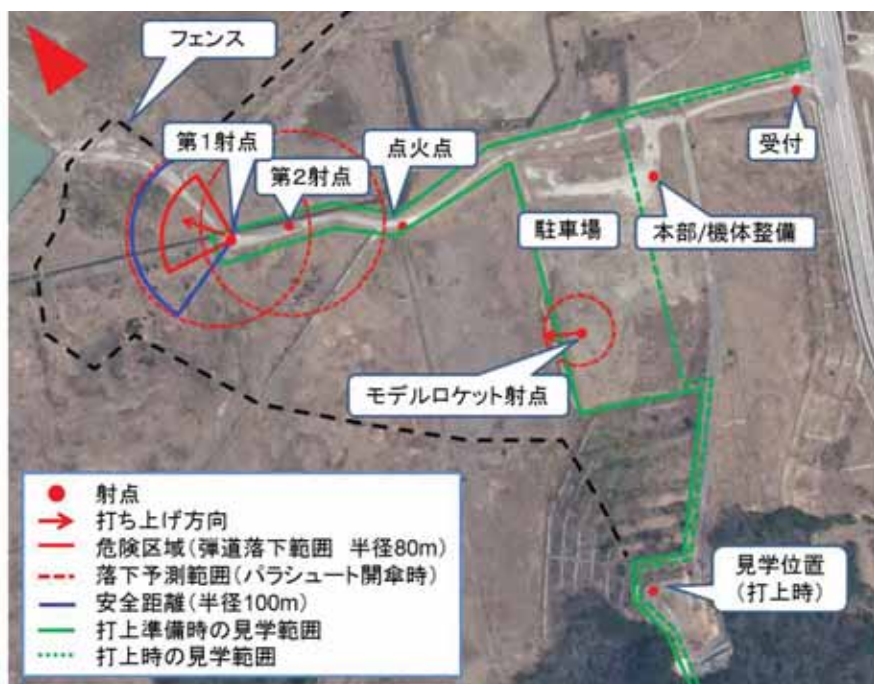 フェンス
第1射点
第2射点
点火点
受付
駐車場
本部/機体整備
モデルロケット射点
見学位置
(打上時)
射点
打ち上げ方向
危険区域(弾道落下範囲 半径80m)
落下予測範囲(パラシュート開傘時)
安全距離(半径100m)
打上準備時の見学範囲
打上時の見学範囲